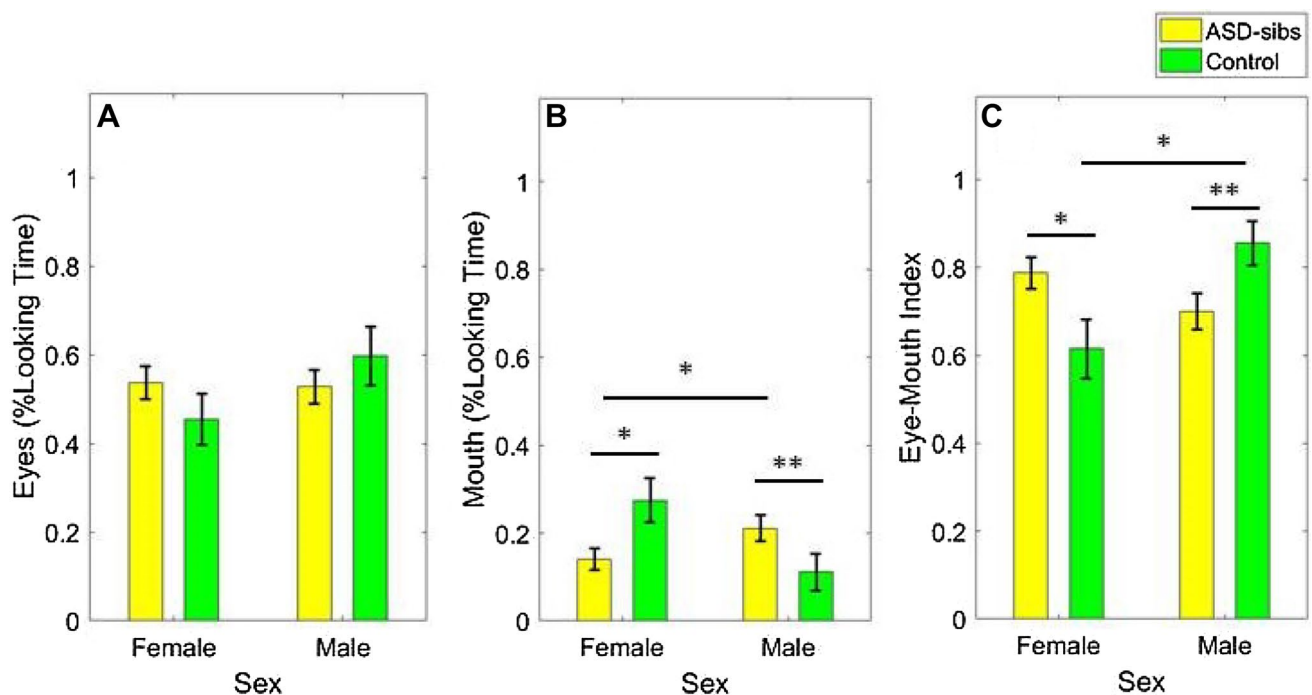 ASD-sibs
Control
A
Eyes (%Looking Time)
1
0.8
0.6
0.4
0.2
0
Female Male
Sex
B
Mouth (%Looking Time)
1
0.8
0.6
0.4
0.2
0
*
*
**
Female Male
Sex
C
Eye-Mouth Index
1
0.8
0.6
0.4
0.2
0
*
*
**
Female Male
Sex